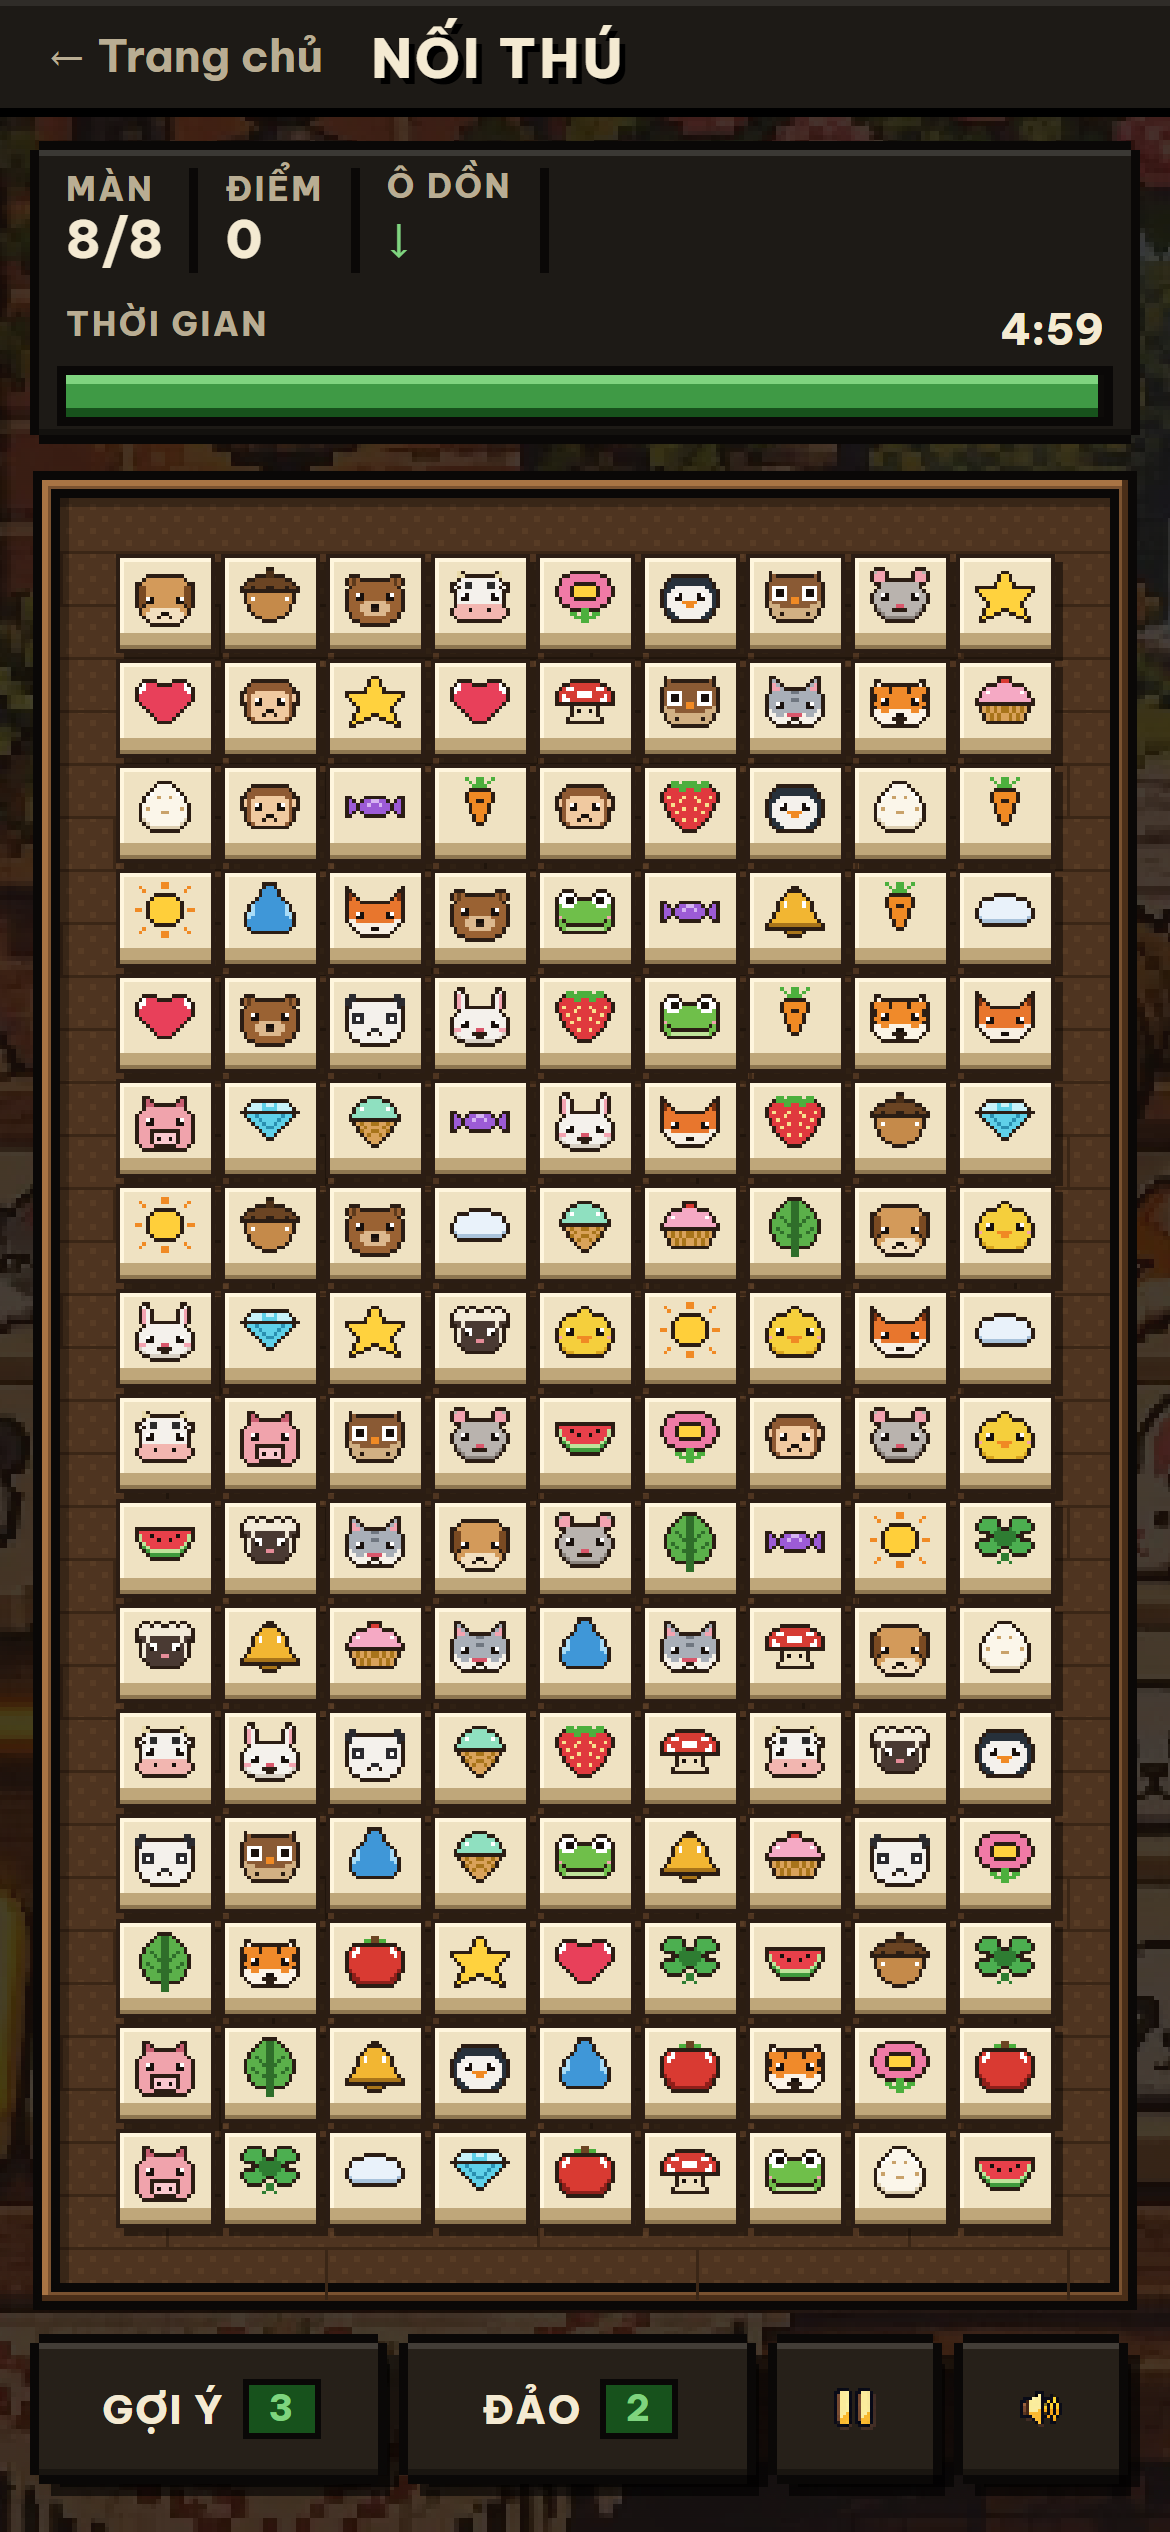 ← Trang chủ NỐI THÚ
MÀN ĐIỂM Ô DỒN
8/8 0 ↓
THỜI GIAN 4:59
GỢI Ý 3 ĐẢO 2